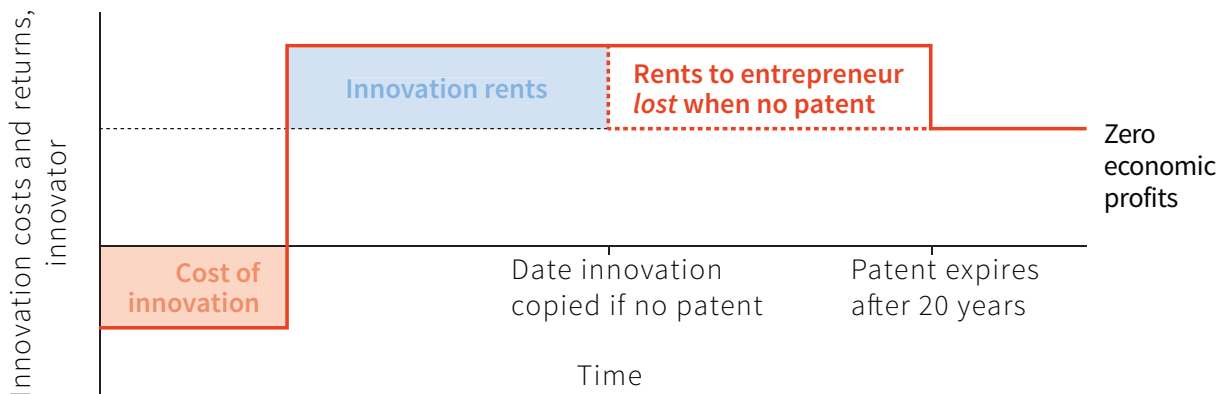 Innovation costs and returns,
innovator
Innovation rents
Rents to entrepreneur
lost when no patent
Zero
economic
profits
Cost of
innovation
Date innovation
copied if no patent
Patent expires
after 20 years
Time